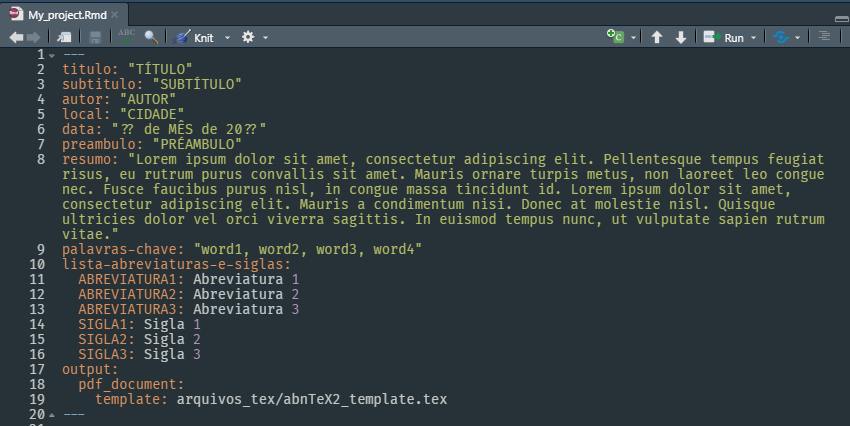 My_project.Rmd
ABC
Knit
Run
1 ---
2 titulo: "TÍTULO"
3 subtitulo: "SUBTÍTULO"
4 autor: "AUTOR"
5 local: "CIDADE"
6 data: "?? de MÊS de 20??"
7 preambulo: "PRÉAMBULO"
8 resumo: "Lorem ipsum dolor sit amet, consectetur adipiscing elit. Pellentesque tempus feugiat
risus, eu rutrum purus convallis sit amet. Mauris ornare turpis metus, non laoreet leo congue
nec. Fusce faucibus purus nisl, in congue massa tincidunt id. Lorem ipsum dolor sit amet,
consectetur adipiscing elit. Mauris a condimentum nisi. Donec at molestie nisl. Quisque
ultricies dolor vel orci viverra sagittis. In euismod tempus nunc, ut vulputate sapien rutrum
vitae."
9 palavras-chave: "word1, word2, word3, word4"
10 lista-abreviaturas-e-siglas:
11 ABREVIATURA1: Abreviatura 1
12 ABREVIATURA2: Abreviatura 2
13 ABREVIATURA3: Abreviatura 3
14 SIGLA1: Sigla 1
15 SIGLA2: Sigla 2
16 SIGLA3: Sigla 3
17 output:
18 pdf_document:
19 template: arquivos_tex/abnTeX2_template.tex
20 ---